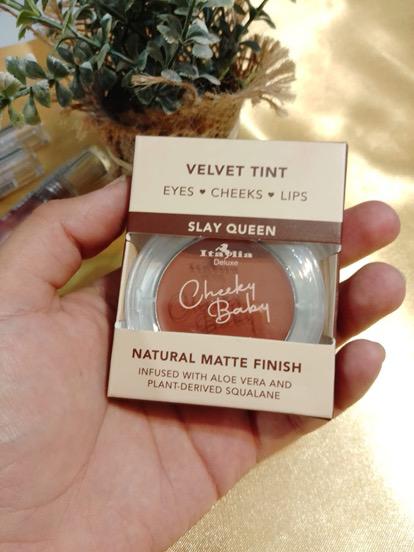 VELVET TINT
EYES ♥ CHEEKS ♥ LIPS
SLAY QUEEN
Italia
Deluxe
Cheeky
Baby
NATURAL MATTE FINISH
INFUSED WITH ALOE VERA AND
PLANT-DERIVED SQUALANE